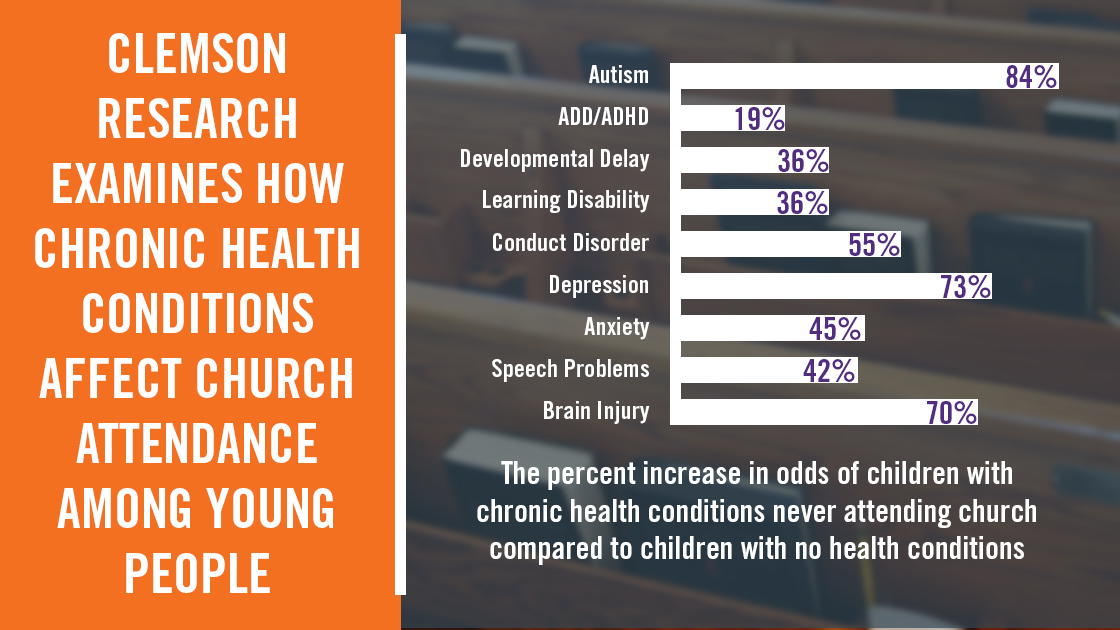 CLEMSON
RESEARCH
EXAMINES HOW
CHRONIC HEALTH
CONDITIONS
AFFECT CHURCH
ATTENDANCE
AMONG YOUNG
PEOPLE
Autism 84%
ADD/ADHD 19%
Developmental Delay 36%
Learning Disability 36%
Conduct Disorder 55%
Depression 73%
Anxiety 45%
Speech Problems 42%
Brain Injury 70%
The percent increase in odds of children with
chronic health conditions never attending church
compared to children with no health conditions